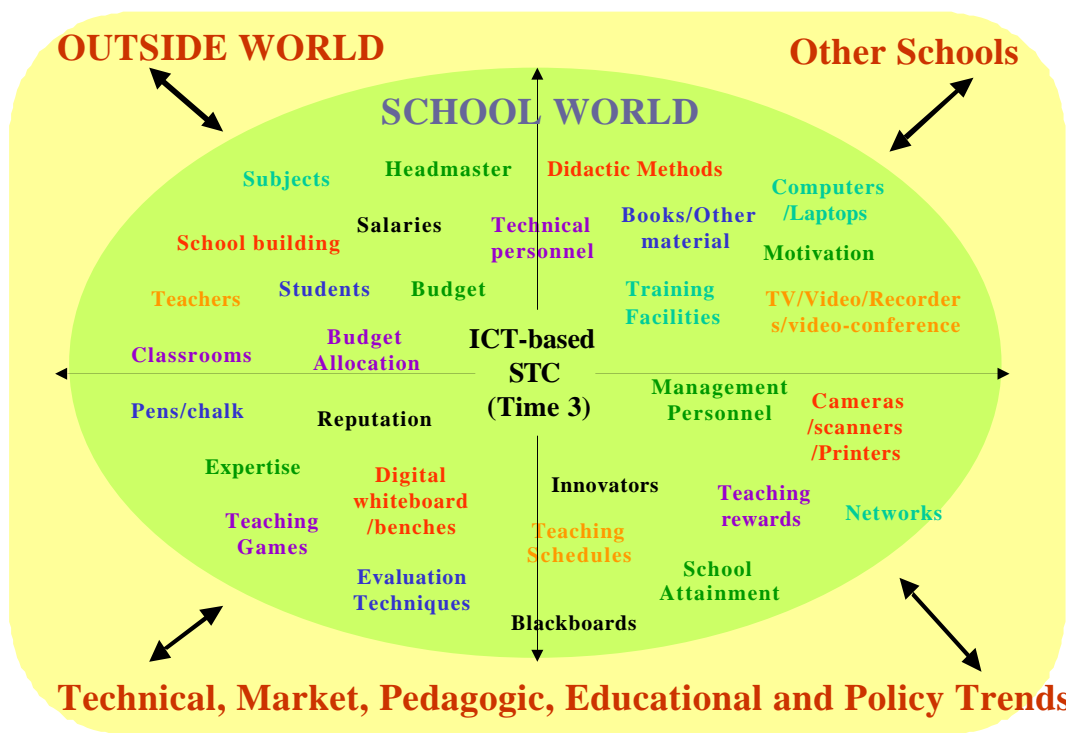 OUTSIDE WORLD
Other Schools
SCHOOL WORLD
Subjects
Headmaster
Didactic Methods
Computers
/Laptops
Salaries
Technical
personnel
Books/Other
material
School building
Motivation
Teachers
Students
Budget
Training
Facilities
TV/Video/Recorder
s/video-conference
Classrooms
Budget
Allocation
ICT-based
STC
(Time 3)
Pens/chalk
Reputation
Management
Personnel
Cameras
/scanners
/Printers
Expertise
Digital
whiteboard
/benches
Innovators
Teaching
rewards
Networks
Teaching
Games
Teaching
Schedules
Evaluation
Techniques
School
Attainment
Blackboards
Technical, Market, Pedagogic, Educational and Policy Trends